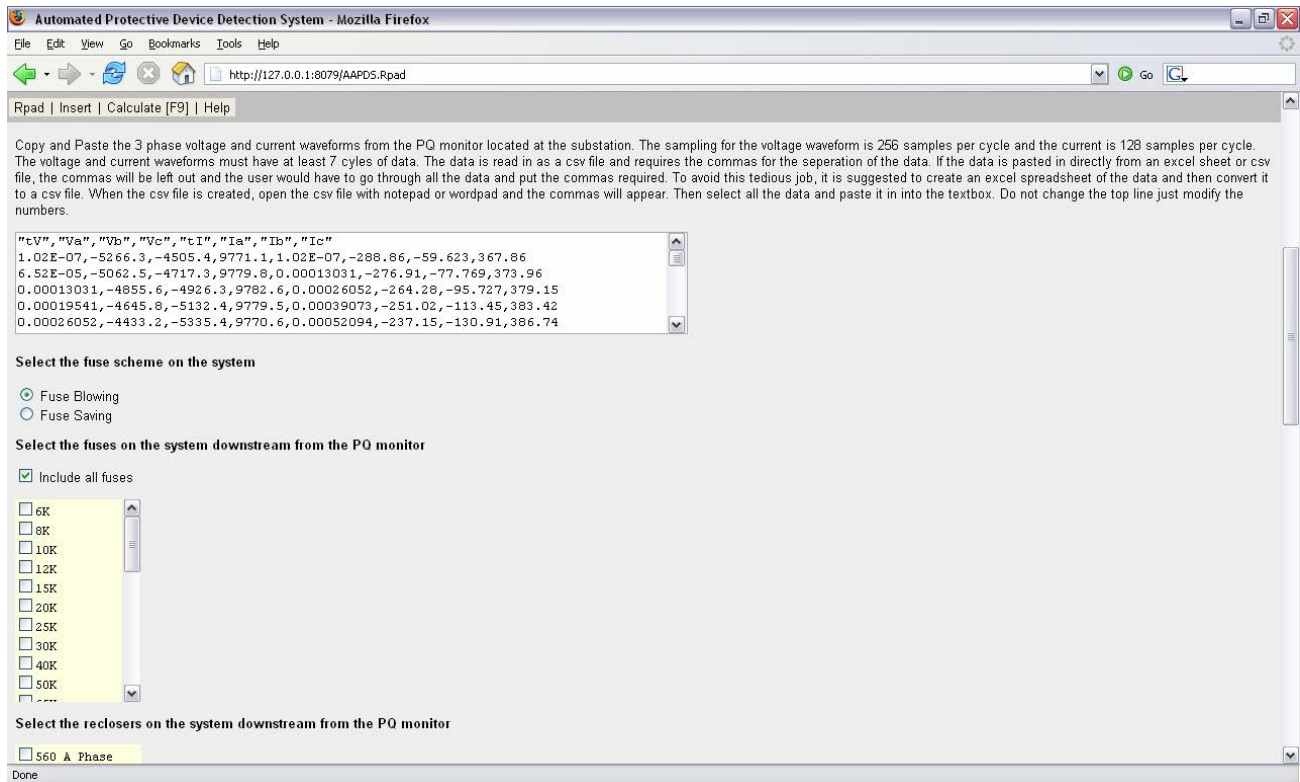 Automated Protective Device Detection System - Mozilla Firefox
File Edit View Go Bookmarks Tools Help
http://127.0.0.1:8079/AAPDS.Rpad Go G
Rpad | Insert | Calculate [F9] | Help
Copy and Paste the 3 phase voltage and current waveforms from the PQ monitor located at the substation. The sampling for the voltage waveform is 256 samples per cycle and the current is 128 samples per cycle.
The voltage and current waveforms must have at least 7 cyles of data. The data is read in as a csv file and requires the commas for the seperation of the data. If the data is pasted in directly from an excel sheet or csv
file, the commas will be left out and the user would have to go through all the data and put the commas required. To avoid this tedious job, it is suggested to create an excel spreadsheet of the data and then convert it
to a csv file. When the csv file is created, open the csv file with notepad or wordpad and the commas will appear. Then select all the data and paste it in into the textbox. Do not change the top line just modify the
numbers.
"tV","Va","Vb","Vc","tI","Ia","Ib","Ic"
1.02E-07,-5266.3,-4505.4,9771.1,1.02E-07,-288.86,-59.623,367.86
6.52E-05,-5062.5,-4717.3,9779.8,0.00013031,-276.91,-77.769,373.96
0.00013031,-4855.6,-4926.3,9782.6,0.00026052,-264.28,-95.727,379.15
0.00019541,-4645.8,-5132.4,9779.5,0.00039073,-251.02,-113.45,383.42
0.00026052,-4433.2,-5335.4,9770.6,0.00052094,-237.15,-130.91,386.74
Select the fuse scheme on the system
Fuse Blowing
Fuse Saving
Select the fuses on the system downstream from the PQ monitor
Include all fuses
6K
8K
10K
12K
15K
20K
25K
30K
40K
50K
Select the reclosers on the system downstream from the PQ monitor
560 A Phase
Done